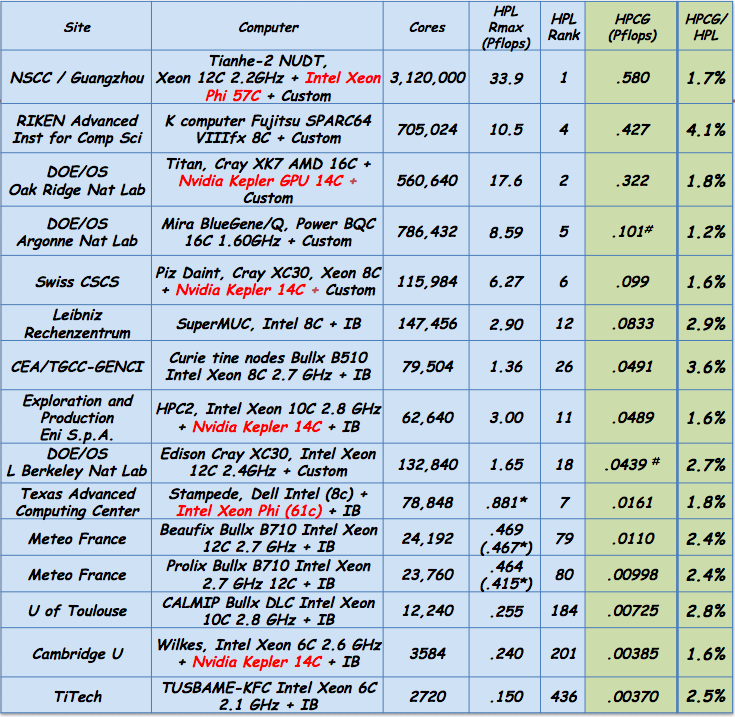 Site Computer Cores HPL Rmax (Pflops) HPL Rank HPCG (Pflops) HPCG/ HPL
NSCC / Guangzhou Tianhe-2 NUDT, Xeon 12C 2.2GHz + Intel Xeon Phi 57C + Custom 3,120,000 33.9 1 .580 1.7%
RIKEN Advanced Inst for Comp Sci K computer Fujitsu SPARC64 VIIIfx 8C + Custom 705,024 10.5 4 .427 4.1%
DOE/OS Oak Ridge Nat Lab Titan, Cray XK7 AMD 16C + Nvidia Kepler GPU 14C + Custom 560,640 17.6 2 .322 1.8%
DOE/OS Argonne Nat Lab Mira BlueGene/Q, Power BQC 16C 1.60GHz + Custom 786,432 8.59 5 .101# 1.2%
Swiss CSCS Piz Daint, Cray XC30, Xeon 8C + Nvidia Kepler 14C + Custom 115,984 6.27 6 .099 1.6%
Leibniz Rechenzentrum SuperMUC, Intel 8C + IB 147,456 2.90 12 .0833 2.9%
CEA/TGCC-GENCI Curie tine nodes Bullx B510 Intel Xeon 8C 2.7 GHz + IB 79,504 1.36 26 .0491 3.6%
Exploration and Production Eni S.p.A. HPC2, Intel Xeon 10C 2.8 GHz + Nvidia Kepler 14C + IB 62,640 3.00 11 .0489 1.6%
DOE/OS L Berkeley Nat Lab Edison Cray XC30, Intel Xeon 12C 2.4GHz + Custom 132,840 1.65 18 .0439 # 2.7%
Texas Advanced Computing Center Stampede, Dell Intel (8c) + Intel Xeon Phi (61c) + IB 78,848 .881* 7 .0161 1.8%
Meteo France Beaufix Bullx B710 Intel Xeon 12C 2.7 GHz + IB 24,192 .469 (.467*) 79 .0110 2.4%
Meteo France Prolix Bullx B710 Intel Xeon 2.7 GHz 12C + IB 23,760 .464 (.415*) 80 .00998 2.4%
U of Toulouse CALMIP Bullx DLC Intel Xeon 10C 2.8 GHz + IB 12,240 .255 184 .00725 2.8%
Cambridge U Wilkes, Intel Xeon 6C 2.6 GHz + Nvidia Kepler 14C + IB 3584 .240 201 .00385 1.6%
TiTech TUSBAME-KFC Intel Xeon 6C 2.1 GHz + IB 2720 .150 436 .00370 2.5%